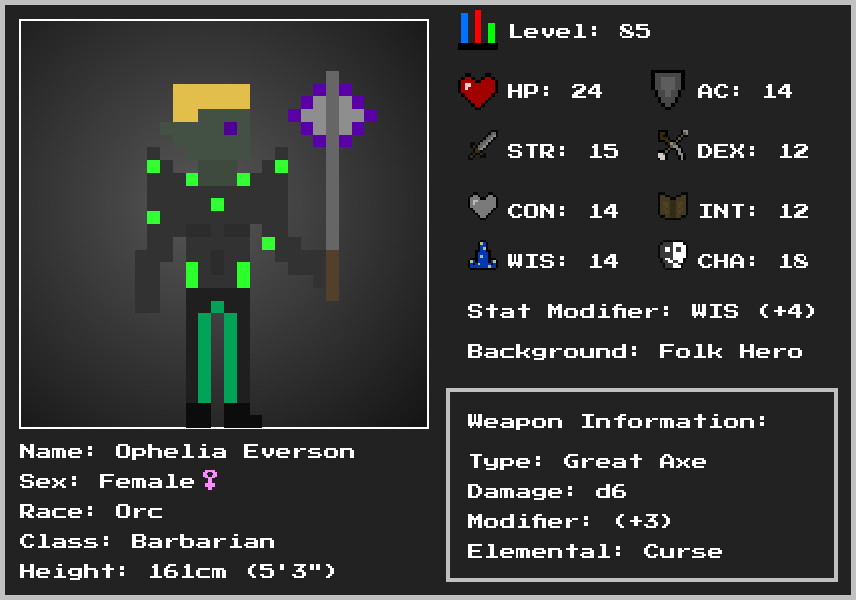 Level: 85
HP: 24
AC: 14
STR: 15
DEX: 12
CON: 14
INT: 12
WIS: 14
CHA: 18
Stat Modifier: WIS (+4)
Background: Folk Hero
Weapon Information:
Type: Great Axe
Damage: d6
Modifier: (+3)
Elemental: Curse
Name: Ophelia Everson
Sex: Female♀
Race: Orc
Class: Barbarian
Height: 161cm (5'3")